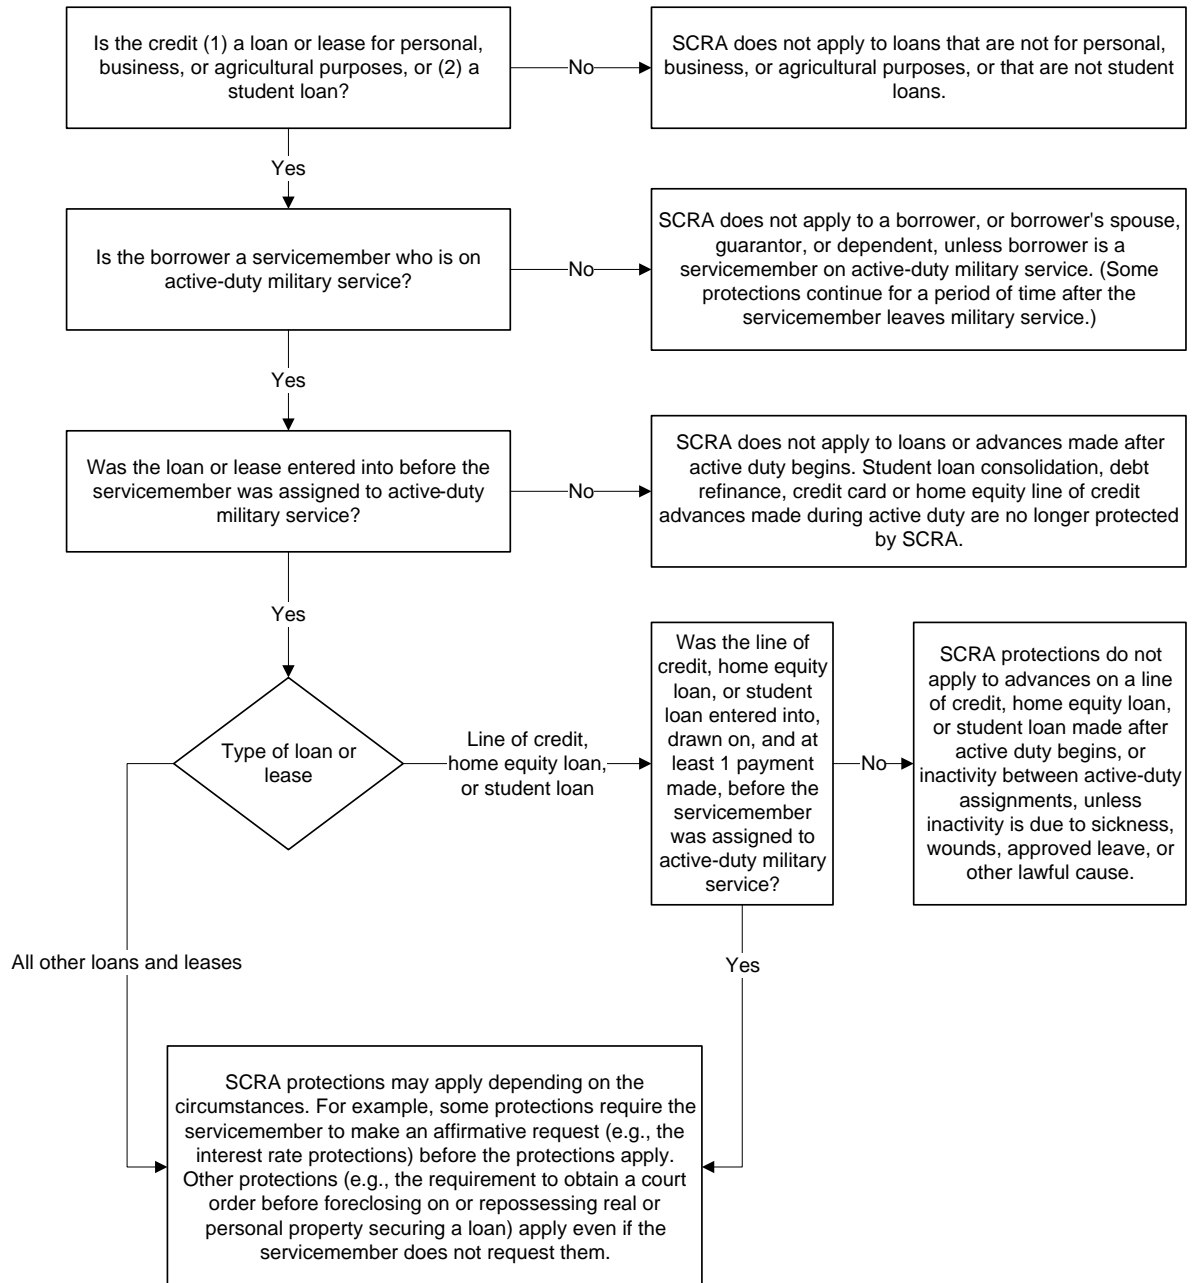 Is the credit (1) a loan or lease for personal,
business, or agricultural purposes, or (2) a
student loan?
No
SCRA does not apply to loans that are not for personal,
business, or agricultural purposes, or that are not student
loans.
Yes
Is the borrower a servicemember who is on
active-duty military service?
No
SCRA does not apply to a borrower, or borrower's spouse,
guarantor, or dependent, unless borrower is a
servicemember on active-duty military service. (Some
protections continue for a period of time after the
servicemember leaves military service.)
Yes
Was the loan or lease entered into before the
servicemember was assigned to active-duty
military service?
No
SCRA does not apply to loans or advances made after
active duty begins. Student loan consolidation, debt
refinance, credit card or home equity line of credit
advances made during active duty are no longer protected
by SCRA.
Yes
Type of loan or
lease
Line of credit,
home equity loan,
or student loan
Was the line of
credit, home equity
loan, or student
loan entered into,
drawn on, and at
least 1 payment
made, before the
servicemember
was assigned to
active-duty military
service?
No
SCRA protections do not
apply to advances on a line
of credit, home equity loan,
or student loan made after
active duty begins, or
inactivity between active-duty
assignments, unless
inactivity is due to sickness,
wounds, approved leave, or
other lawful cause.
All other loans and leases
Yes
SCRA protections may apply depending on the
circumstances. For example, some protections require the
servicemember to make an affirmative request (e.g., the
interest rate protections) before the protections apply.
Other protections (e.g., the requirement to obtain a court
order before foreclosing on or repossessing real or
personal property securing a loan) apply even if the
servicemember does not request them.